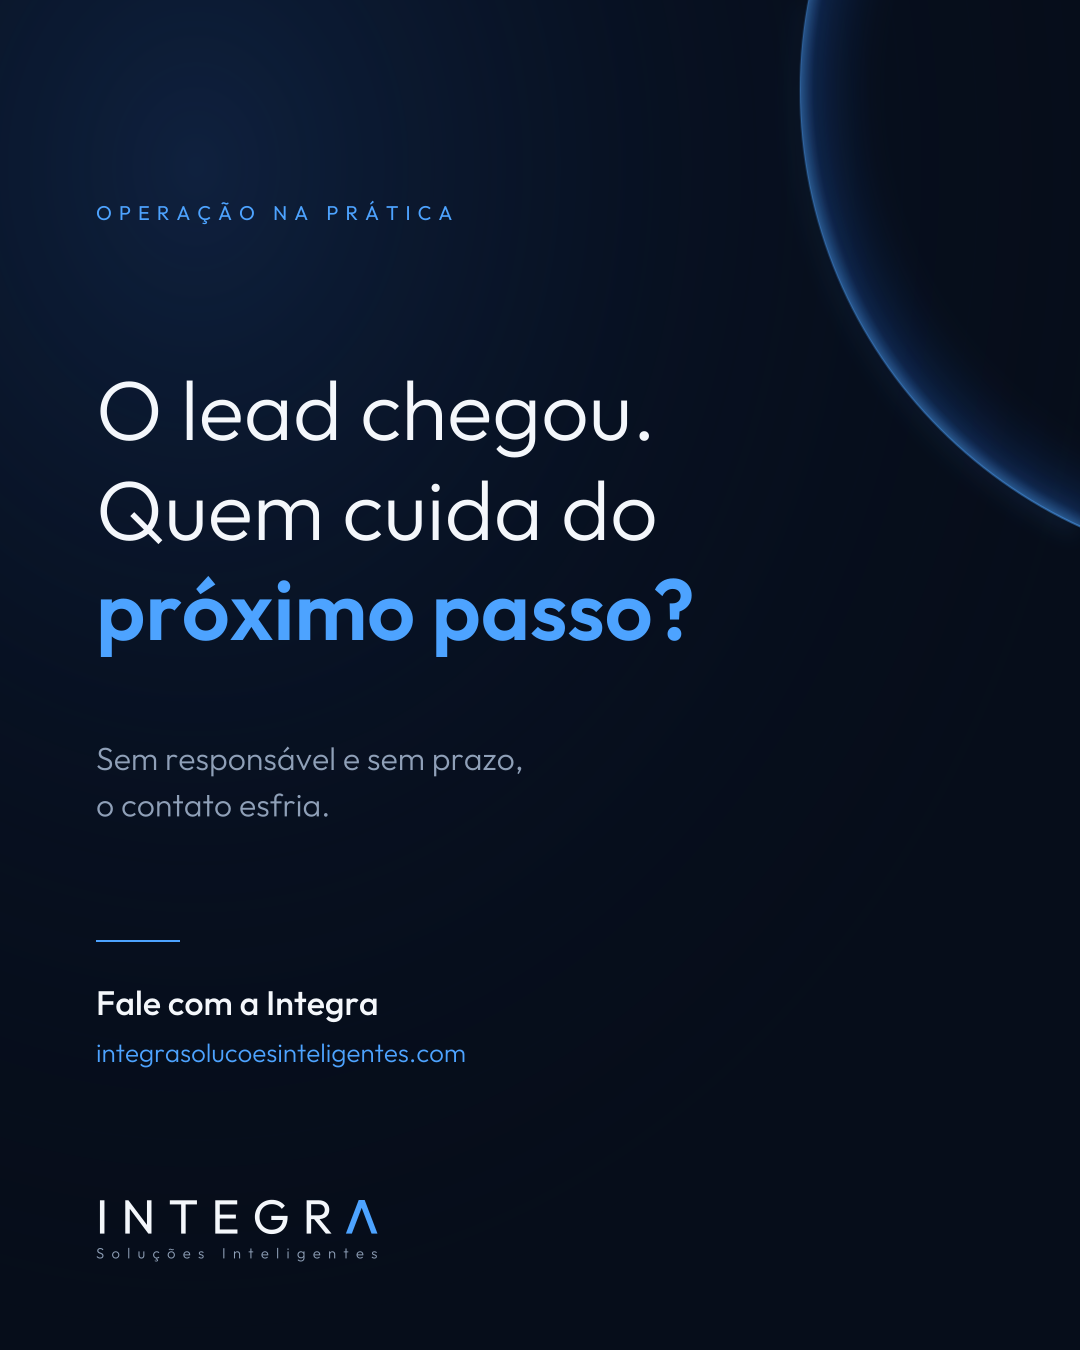 OPERAÇÃO NA PRÁTICA
O lead chegou.
Quem cuida do
próximo passo?
Sem responsável e sem prazo,
o contato esfria.
Fale com a Integra
integrasolucoesinteligentes.com
INTEGRA
Soluções Inteligentes